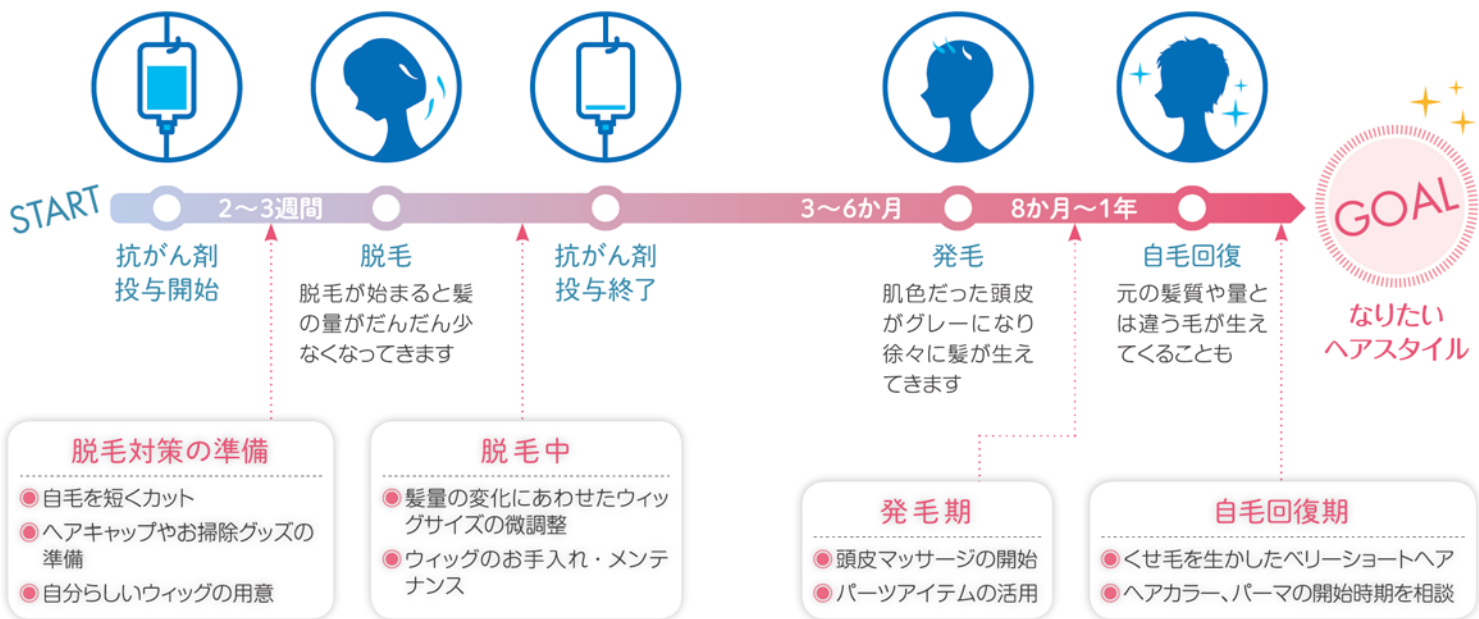 START
2～3週間
3～6か月
8か月～1年
GOAL
なりたい
ヘアスタイル
抗がん剤
投与開始
脱毛
脱毛が始まると髪
の量がだんだん少
なくなってきます
抗がん剤
投与終了
発毛
肌色だった頭皮
がグレーになり
徐々に髪が生え
てきます
自毛回復
元の髪質や量と
は違う毛が生え
てくることも
脱毛対策の準備
自毛を短くカット
ヘアキャップやお掃除グッズの
準備
自分らしいウィッグの用意
脱毛中
髪量の変化にあわせたウィッ
グサイズの微調整
ウィッグのお手入れ・メンテ
ナンス
発毛期
頭皮マッサージの開始
パーツアイテムの活用
自毛回復期
くせ毛を生かしたベリーショートヘア
ヘアカラー、パーマの開始時期を相談